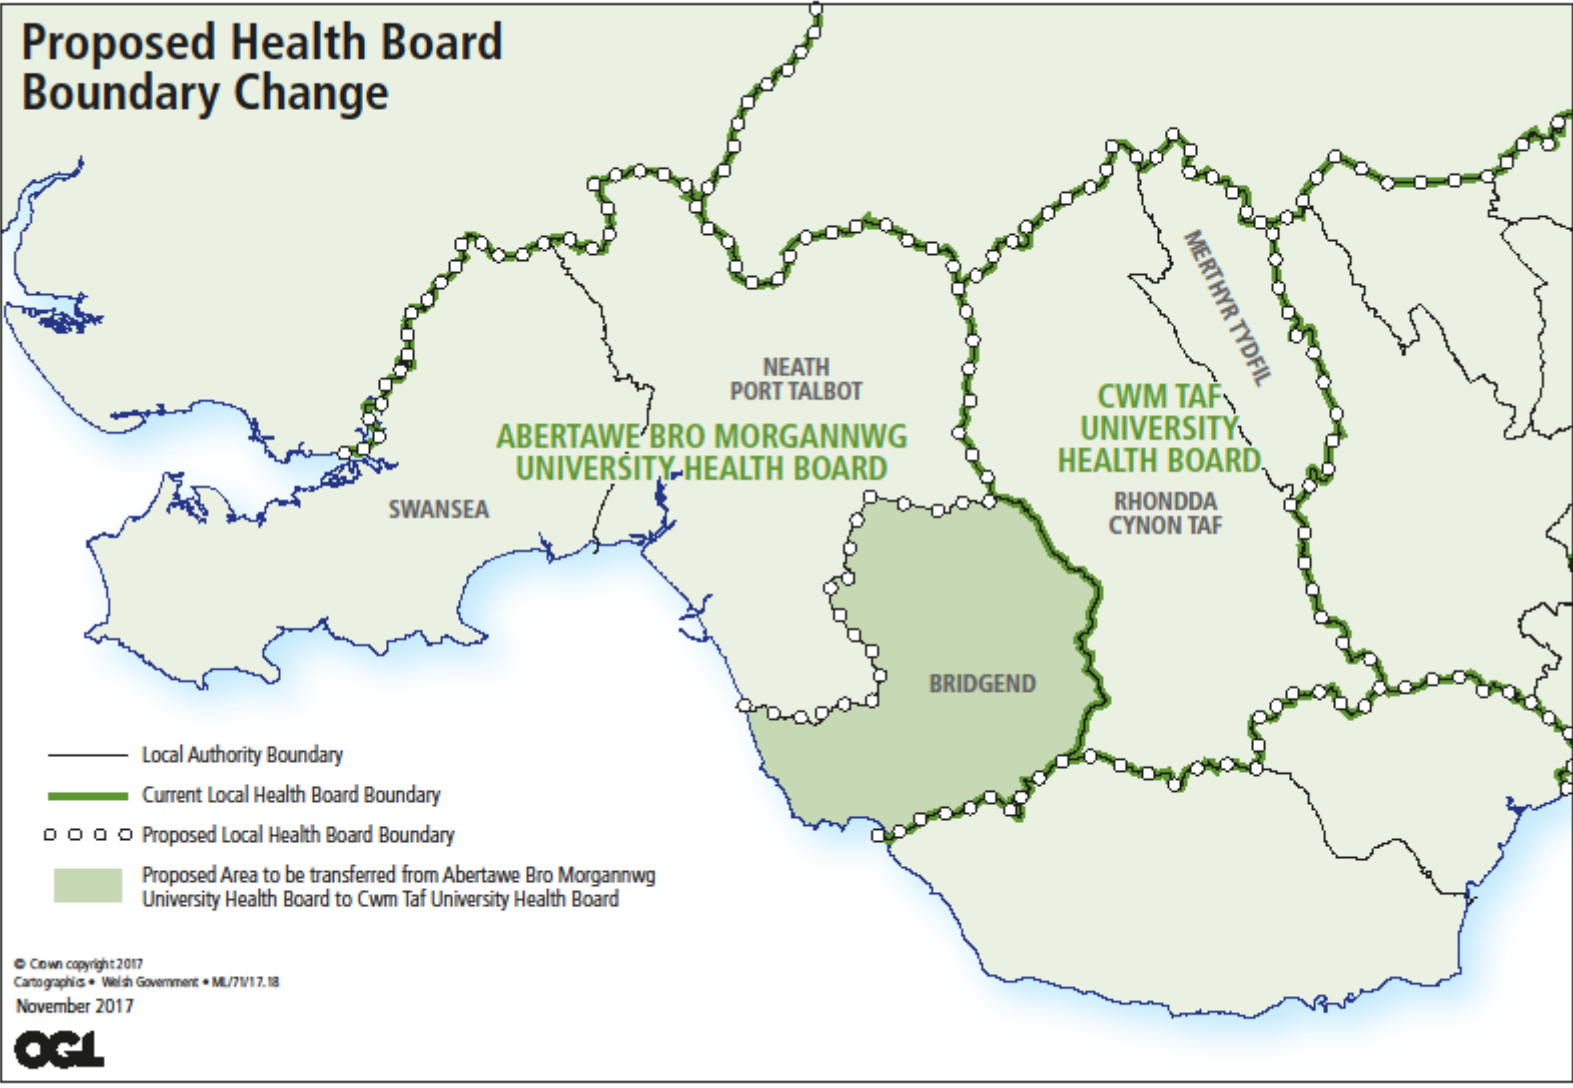 Proposed Health Board
Boundary Change
MERTHYR TYDFIL
NEATH
PORT TALBOT
CWM TAF
UNIVERSITY
HEALTH BOARD
ABERTAWE BRO MORGANNWG
UNIVERSITY HEALTH BOARD
RHONDDA
CYNON TAF
SWANSEA
BRIDGEND
Local Authority Boundary
Current Local Health Board Boundary
Proposed Local Health Board Boundary
Proposed Area to be transferred from Abertawe Bro Morgannwg
University Health Board to Cwm Taf University Health Board
© Crown copyright 2017
Cartographics • Welsh Government • ML/71/17.18
November 2017
OGL